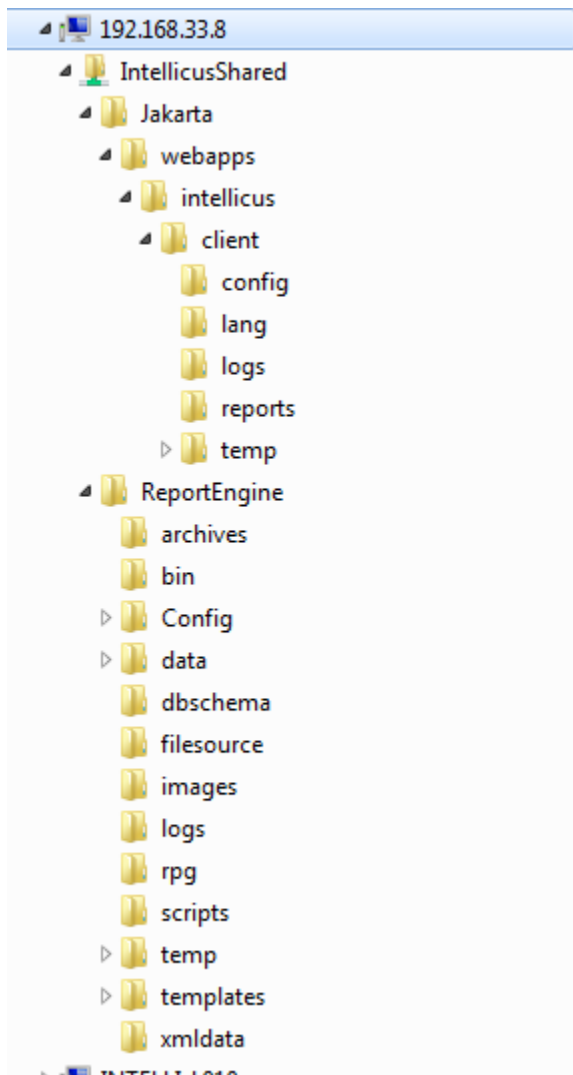 192.168.33.8
IntellicusShared
Jakarta
webapps
intellicus
client
config
lang
logs
reports
temp
ReportEngine
archives
bin
Config
data
dbschema
filesource
images
logs
rpg
scripts
temp
templates
xmldata